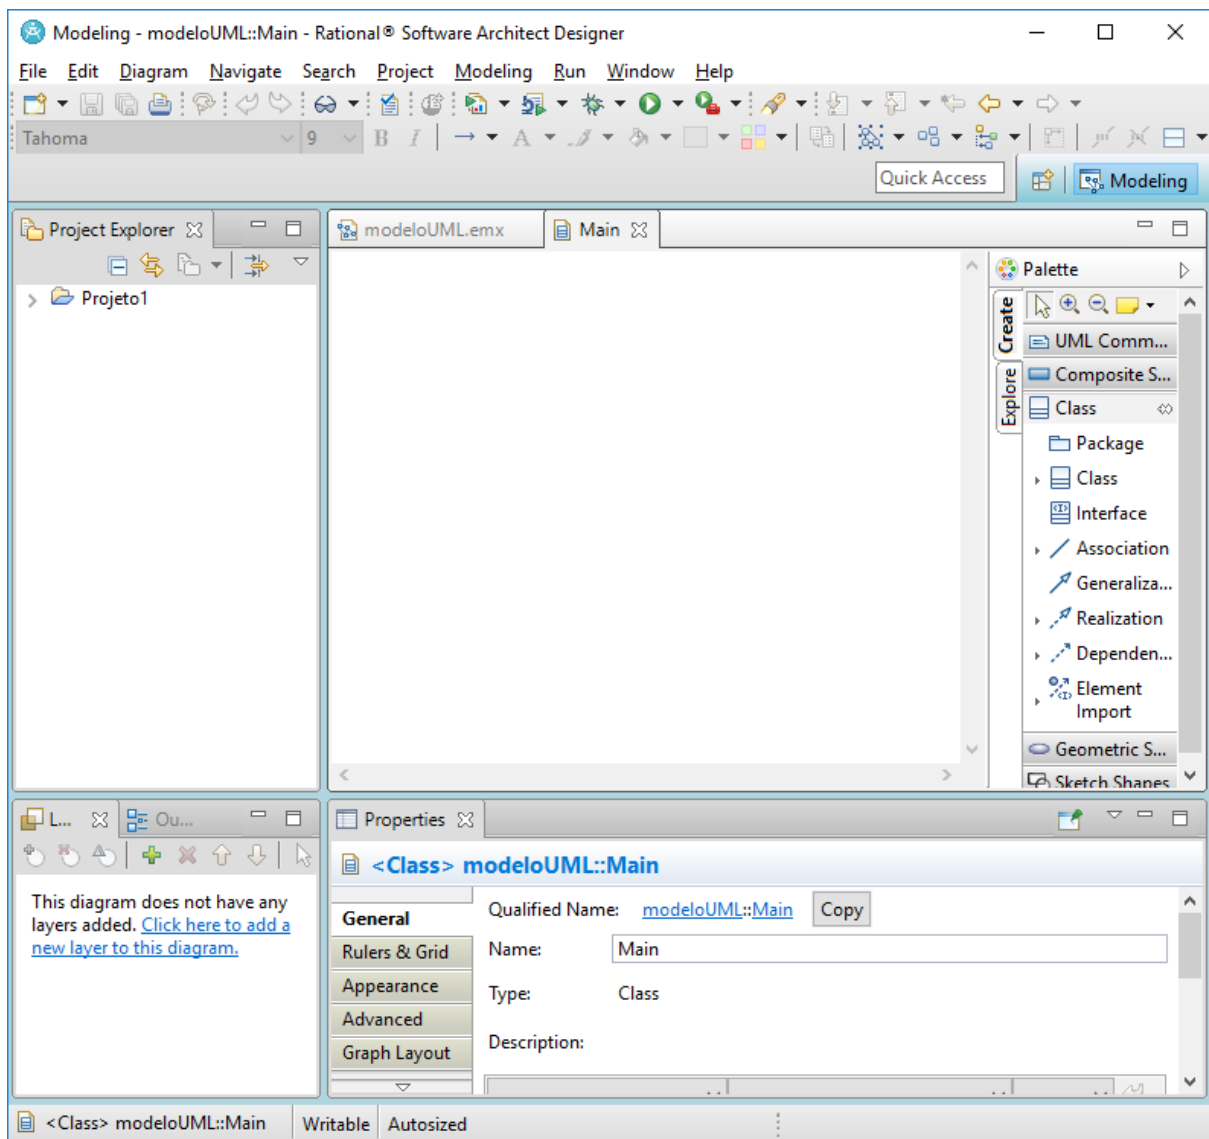 Modeling - modeloUML::Main - Rational® Software Architect Designer
File Edit Diagram Navigate Search Project Modeling Run Window Help
Tahoma 9 B I A
Quick Access Modeling
Project Explorer
modeloUML.emx Main
Projeto1
Palette
Create
Explore
UML Comm...
Composite S...
Class
Package
Class
Interface
Association
Generaliza...
Realization
Dependen...
Element
Import
Geometric S...
Sketch Shapes
L... Ou...
This diagram does not have any
layers added. Click here to add a
new layer to this diagram.
Properties
<Class> modeloUML::Main
General
Rulers & Grid
Appearance
Advanced
Graph Layout
Qualified Name: modeloUML::Main Copy
Name: Main
Type: Class
Description:
<Class> modeloUML::Main Writable Autosized